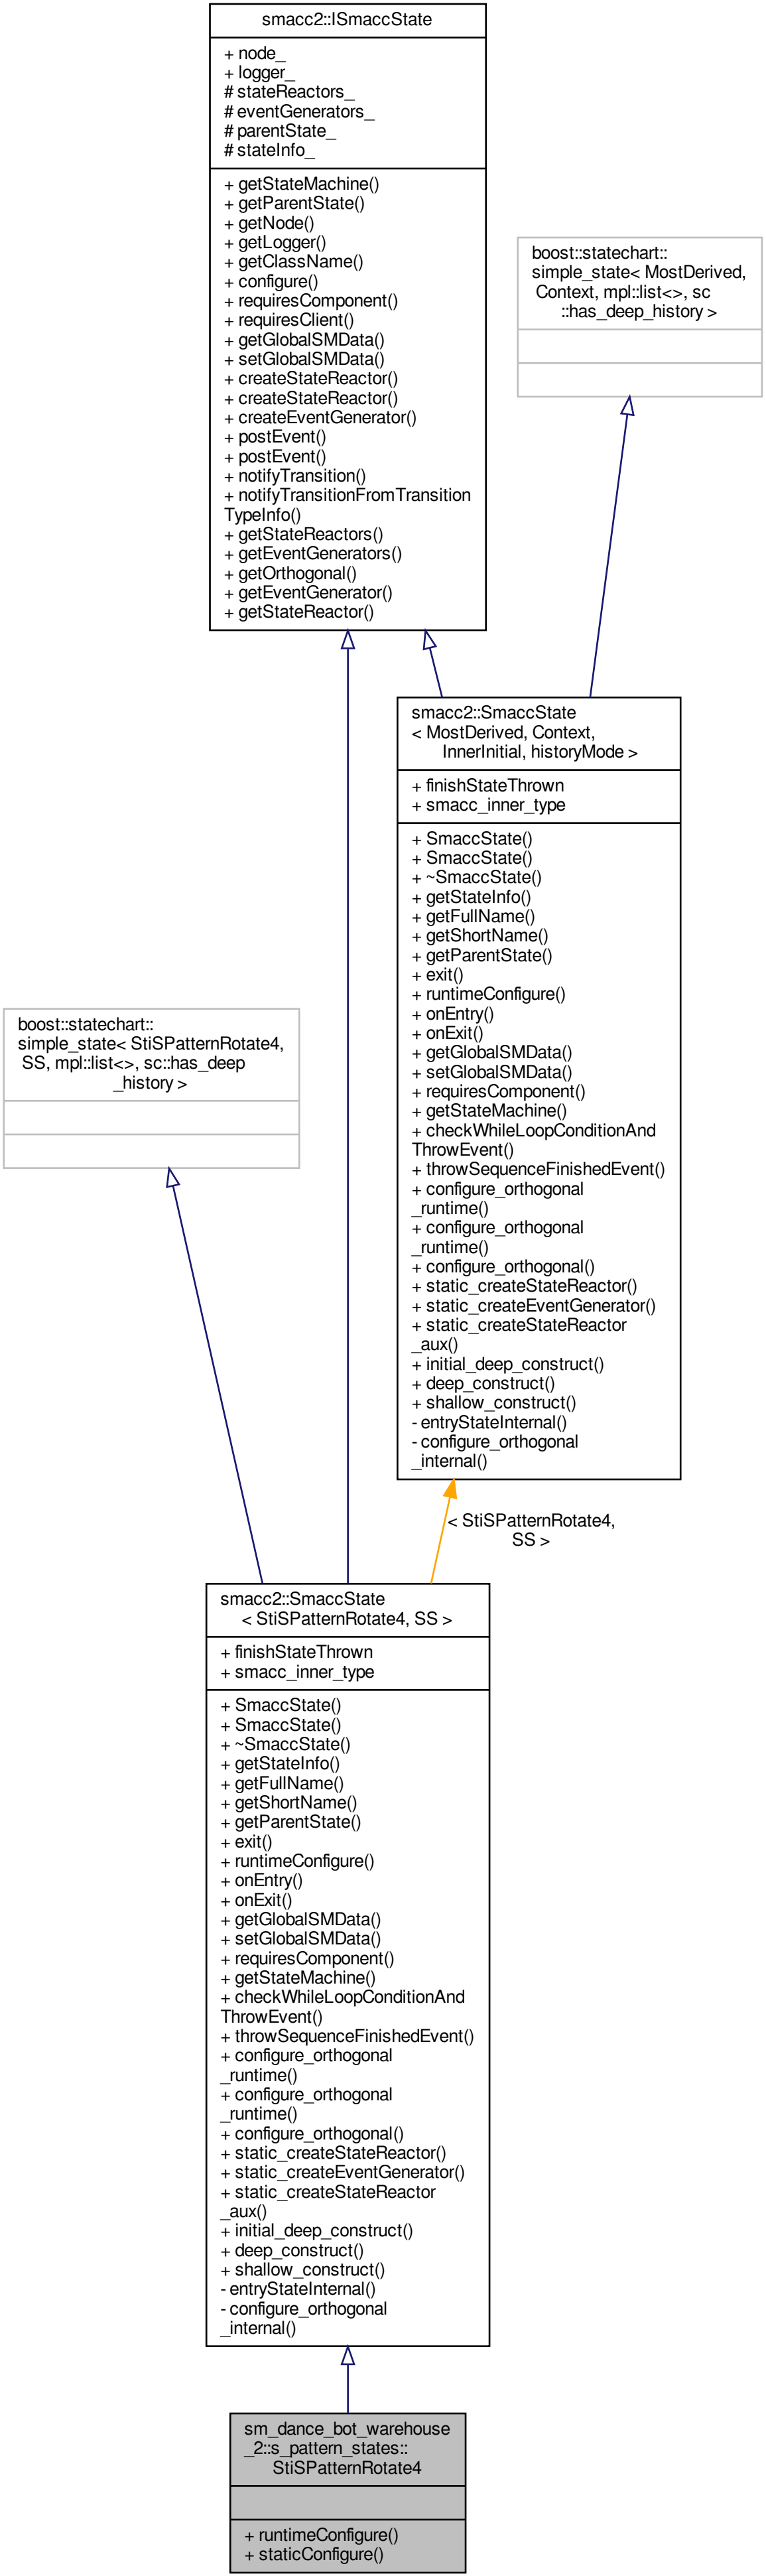 smacc2::ISmaccState
+ node_
+ logger_
# stateReactors_
# eventGenerators_
# parentState_
# stateInfo_
+ getStateMachine()
+ getParentState()
+ getNode()
+ getLogger()
+ getClassName()
+ configure()
+ requiresComponent()
+ requiresClient()
+ getGlobalSMData()
+ setGlobalSMData()
+ createStateReactor()
+ createStateReactor()
+ createEventGenerator()
+ postEvent()
+ postEvent()
+ notifyTransition()
+ notifyTransitionFromTransition
TypeInfo()
+ getStateReactors()
+ getEventGenerators()
+ getOrthogonal()
+ getEventGenerator()
+ getStateReactor()
boost::statechart::
simple_state< MostDerived,
Context, mpl::list<>, sc
::has_deep_history >
smacc2::SmaccState
< MostDerived, Context,
InnerInitial, historyMode >
+ finishStateThrown
+ smacc_inner_type
+ SmaccState()
+ SmaccState()
+ ~SmaccState()
+ getStateInfo()
+ getFullName()
+ getShortName()
+ getParentState()
+ exit()
+ runtimeConfigure()
+ onEntry()
+ onExit()
+ getGlobalSMData()
+ setGlobalSMData()
+ requiresComponent()
+ getStateMachine()
+ checkWhileLoopConditionAnd
ThrowEvent()
+ throwSequenceFinishedEvent()
+ configure_orthogonal
_runtime()
+ configure_orthogonal
_runtime()
+ configure_orthogonal()
+ static_createStateReactor()
+ static_createEventGenerator()
+ static_createStateReactor
_aux()
+ initial_deep_construct()
+ deep_construct()
+ shallow_construct()
- entryStateInternal()
- configure_orthogonal
_internal()
boost::statechart::
simple_state< StiSPatternRotate4,
SS, mpl::list<>, sc::has_deep
_history >
< StiSPatternRotate4,
SS >
smacc2::SmaccState
< StiSPatternRotate4, SS >
+ finishStateThrown
+ smacc_inner_type
+ SmaccState()
+ SmaccState()
+ ~SmaccState()
+ getStateInfo()
+ getFullName()
+ getShortName()
+ getParentState()
+ exit()
+ runtimeConfigure()
+ onEntry()
+ onExit()
+ getGlobalSMData()
+ setGlobalSMData()
+ requiresComponent()
+ getStateMachine()
+ checkWhileLoopConditionAnd
ThrowEvent()
+ throwSequenceFinishedEvent()
+ configure_orthogonal
_runtime()
+ configure_orthogonal
_runtime()
+ configure_orthogonal()
+ static_createStateReactor()
+ static_createEventGenerator()
+ static_createStateReactor
_aux()
+ initial_deep_construct()
+ deep_construct()
+ shallow_construct()
- entryStateInternal()
- configure_orthogonal
_internal()
sm_dance_bot_warehouse
_2::s_pattern_states::
StiSPatternRotate4
+ runtimeConfigure()
+ staticConfigure()